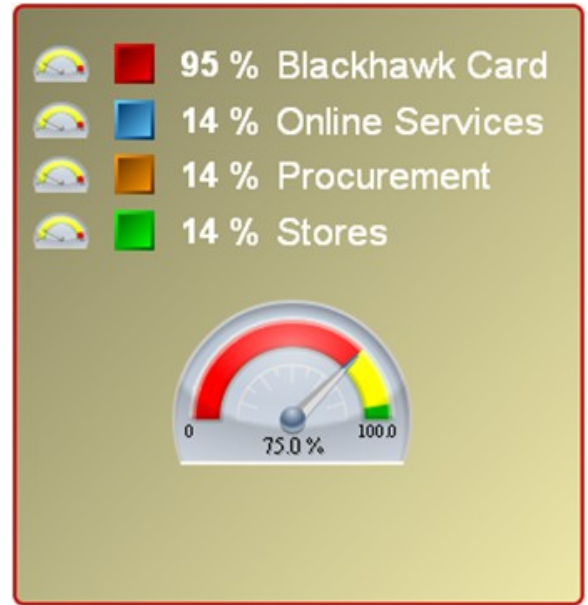 95 % Blackhawk Card
14 % Online Services
14 % Procurement
14 % Stores
0 100.0
75.0 %